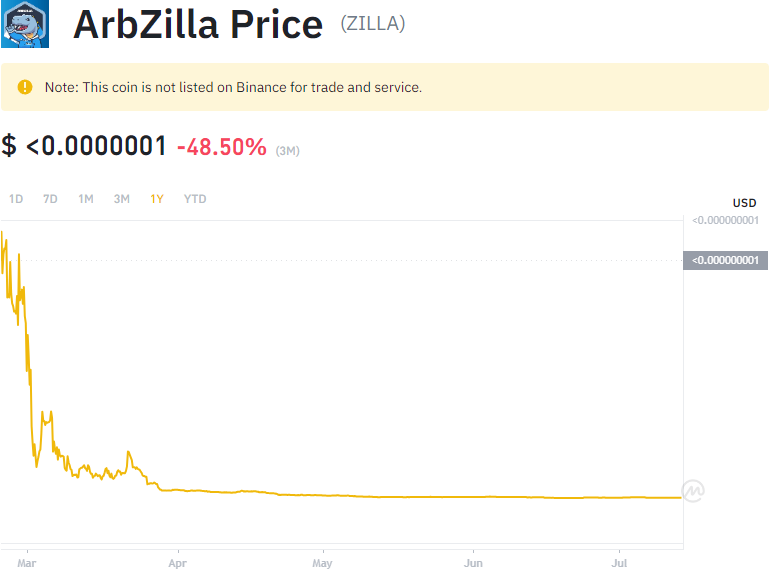 ArbZilla Price (ZILLA)
Note: This coin is not listed on Binance for trade and service.
$ <0.0000001 -48.50% (3M)
1D 7D 1M 3M 1Y YTD
USD
<0.000000001
<0.000000001
Mar Apr May Jun Jul